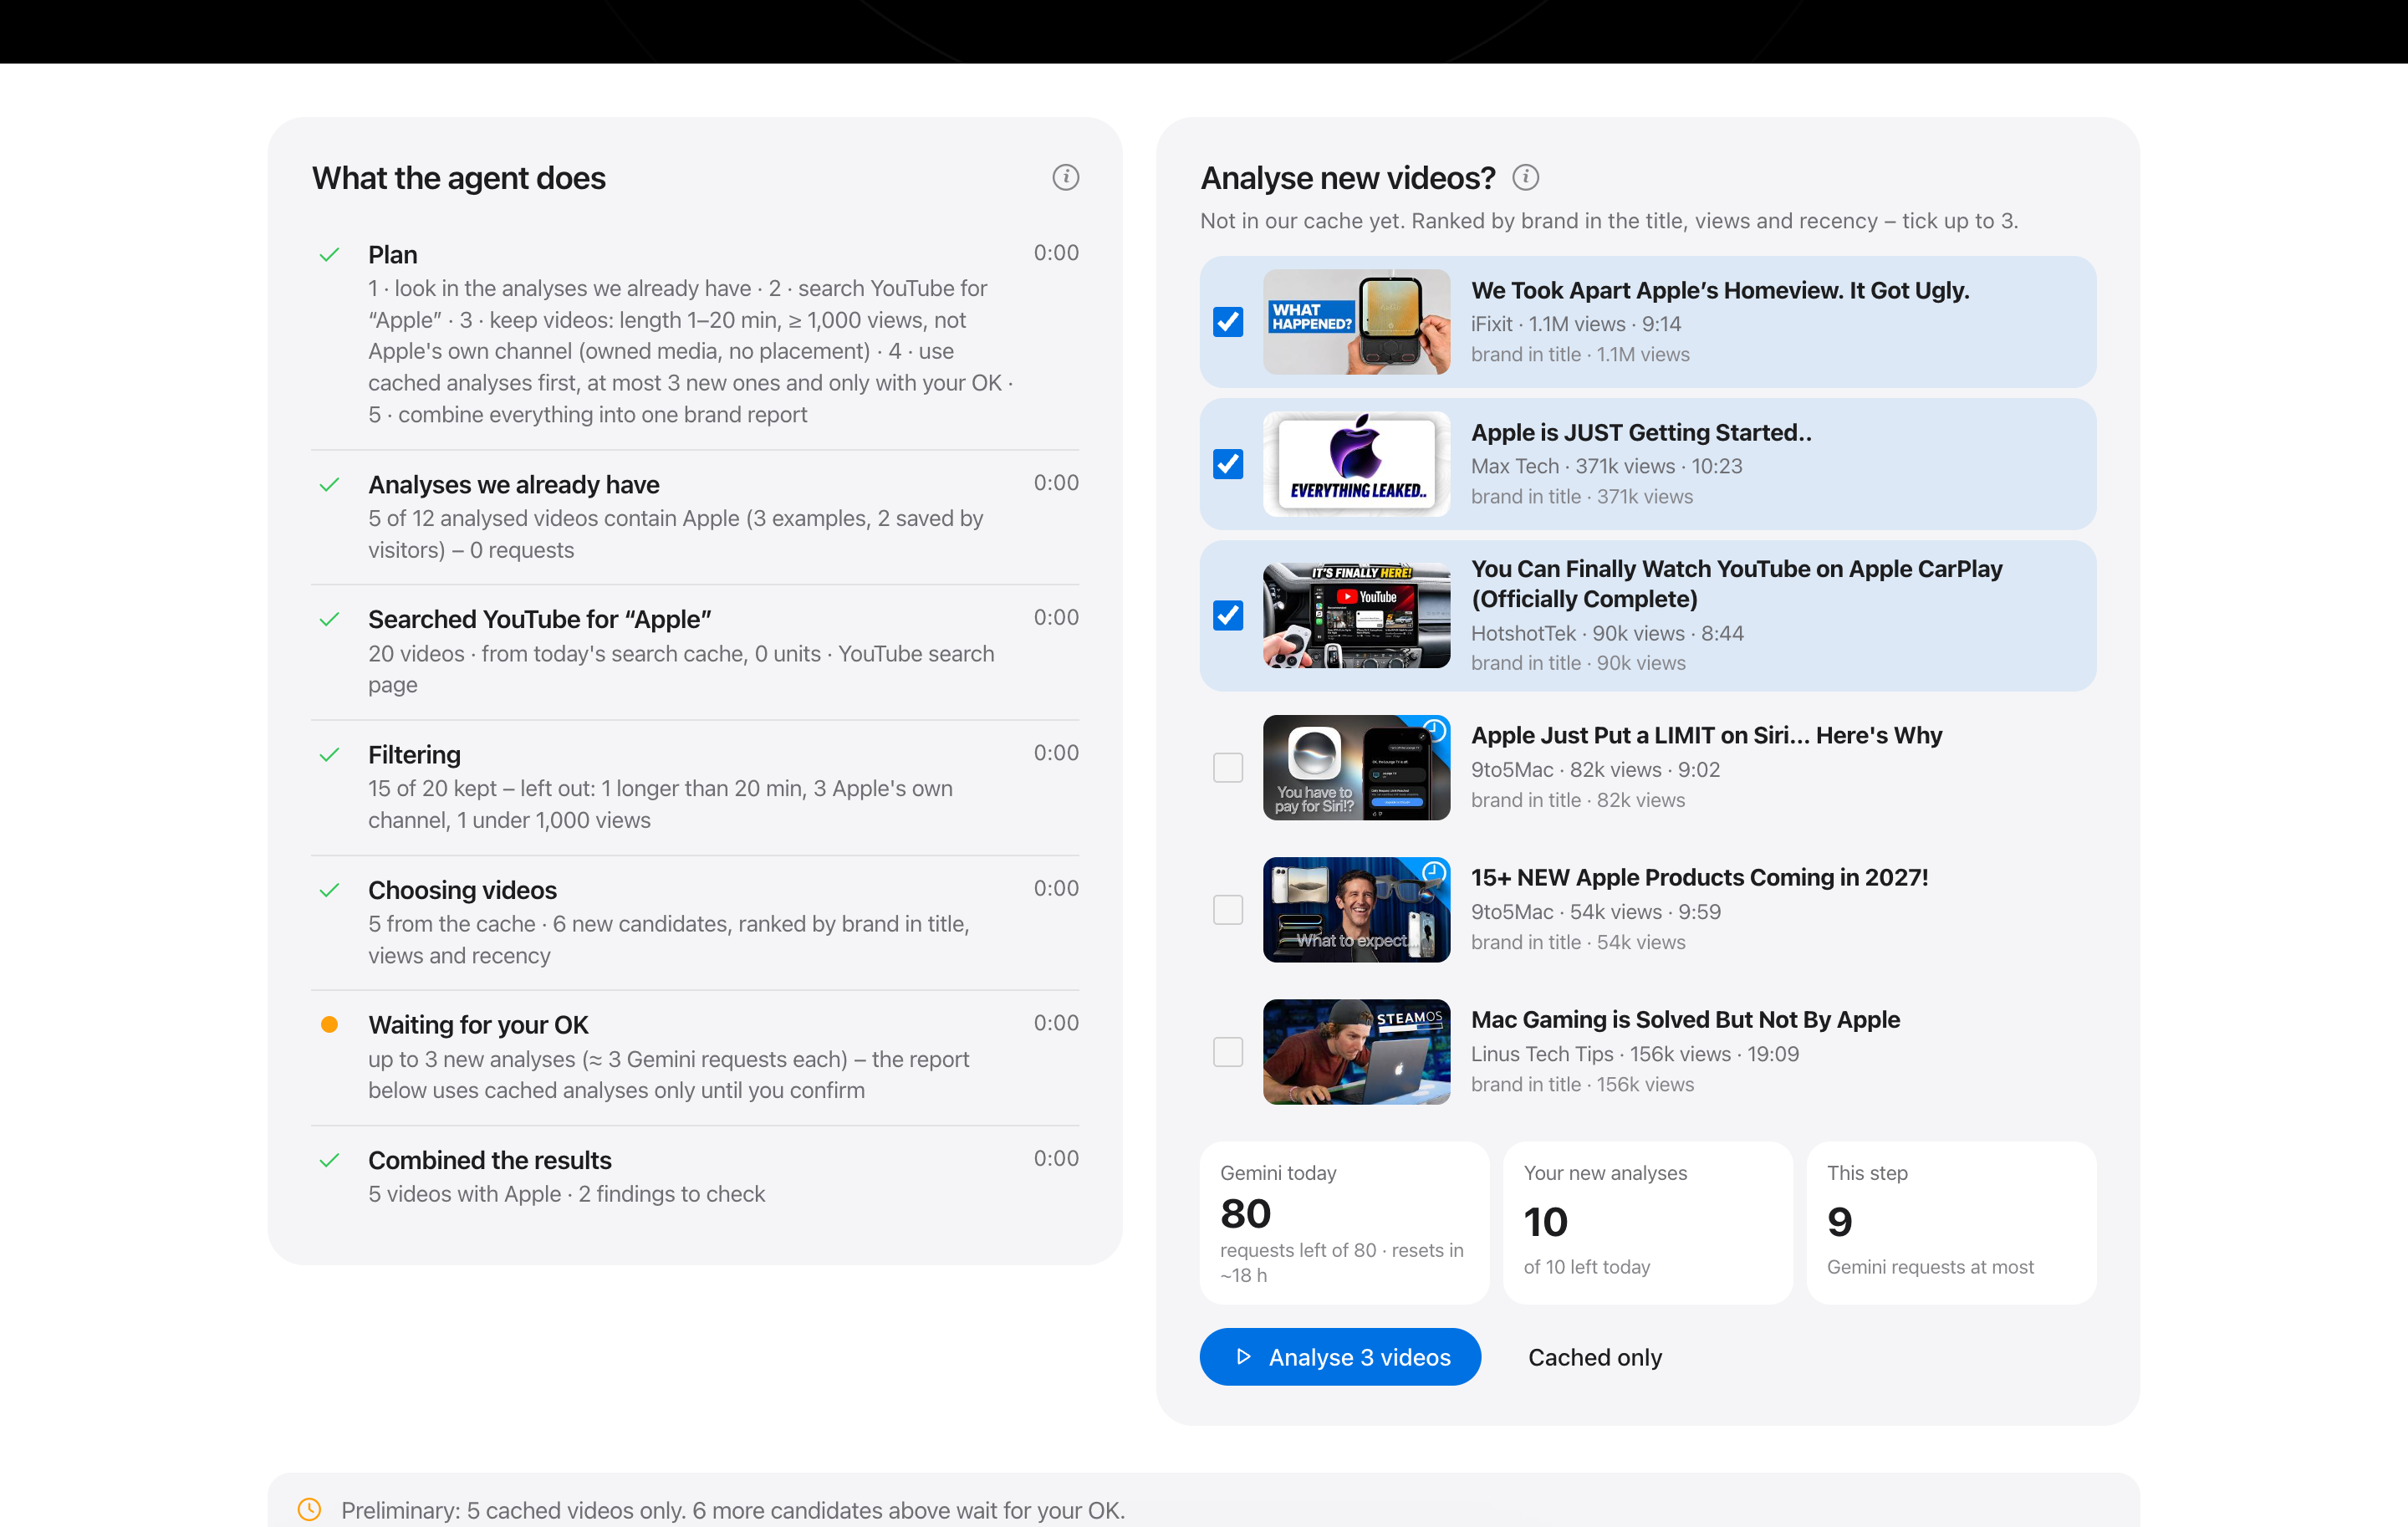 What the agent does
Plan
0:00
1 · look in the analyses we already have · 2 · search YouTube for
“Apple” · 3 · keep videos: length 1–20 min, ≥ 1,000 views, not
Apple's own channel (owned media, no placement) · 4 · use
cached analyses first, at most 3 new ones and only with your OK ·
5 · combine everything into one brand report
Analyses we already have
0:00
5 of 12 analysed videos contain Apple (3 examples, 2 saved by
visitors) – 0 requests
Searched YouTube for “Apple”
0:00
20 videos · from today's search cache, 0 units · YouTube search
page
Filtering
0:00
15 of 20 kept – left out: 1 longer than 20 min, 3 Apple's own
channel, 1 under 1,000 views
Choosing videos
0:00
5 from the cache · 6 new candidates, ranked by brand in title,
views and recency
Waiting for your OK
0:00
up to 3 new analyses (≈ 3 Gemini requests each) – the report
below uses cached analyses only until you confirm
Combined the results
0:00
5 videos with Apple · 2 findings to check
Analyse new videos?
Not in our cache yet. Ranked by brand in the title, views and recency – tick up to 3.
WHAT
HAPPENED?
We Took Apart Apple’s Homeview. It Got Ugly.
iFixit · 1.1M views · 9:14
brand in title · 1.1M views
EVERYTHING LEAKED..
Apple is JUST Getting Started..
Max Tech · 371k views · 10:23
brand in title · 371k views
IT'S FINALLY HERE!
YouTube
You Can Finally Watch YouTube on Apple CarPlay
(Officially Complete)
HotshotTek · 90k views · 8:44
brand in title · 90k views
You have to
pay for Siri!?
Apple Just Put a LIMIT on Siri... Here's Why
9to5Mac · 82k views · 9:02
brand in title · 82k views
What to expect.
15+ NEW Apple Products Coming in 2027!
9to5Mac · 54k views · 9:59
brand in title · 54k views
STEAMOS
Mac Gaming is Solved But Not By Apple
Linus Tech Tips · 156k views · 19:09
brand in title · 156k views
Gemini today
80
requests left of 80 · resets in
~18 h
Your new analyses
10
of 10 left today
This step
9
Gemini requests at most
Analyse 3 videos
Cached only
Preliminary: 5 cached videos only. 6 more candidates above wait for your OK.